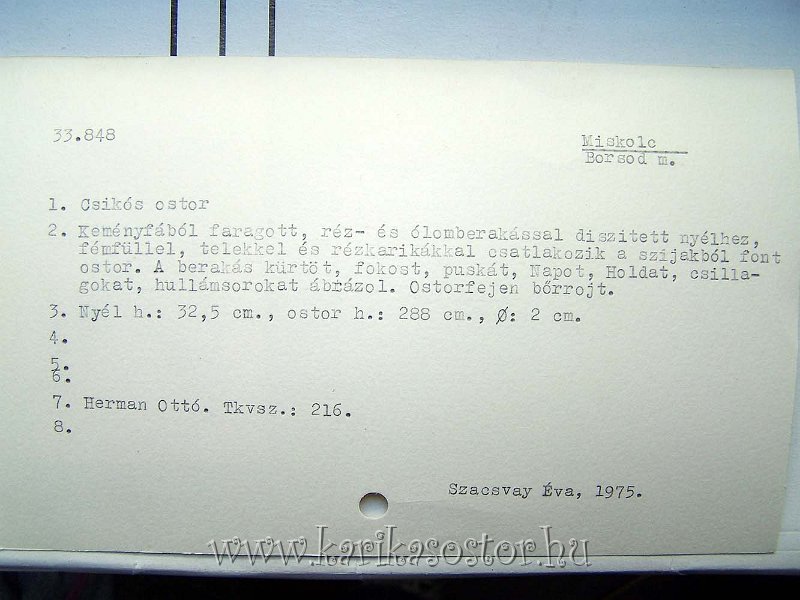 33.848
Miskolc
Borsod m.
1. Csikós ostor
2. Keményfából faragott, réz- és ólomberakással diszitett nyélhez,
fémfüllel, telekkel és rézkarikákkal csatlakozik a szijakból font
ostor. A berakás kürtöt, fokost, puskát, Napot, Holdat, csilla-
gokat, hullámsorokat ábrázol. Ostorfejen bőrrojt.
3. Nyél h.: 32,5 cm., ostor h.: 288 cm., Ø: 2 cm.
4.
5.
6.
7. Herman Ottó. Tkvsz.: 216.
8.
Szacsvay Éva, 1975.
www.karikasostor.hu